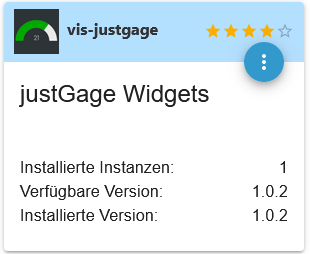 21
vis-justgage
justGage Widgets
Installierte Instanzen: 1
Verfügbare Version: 1.0.2
Installierte Version: 1.0.2